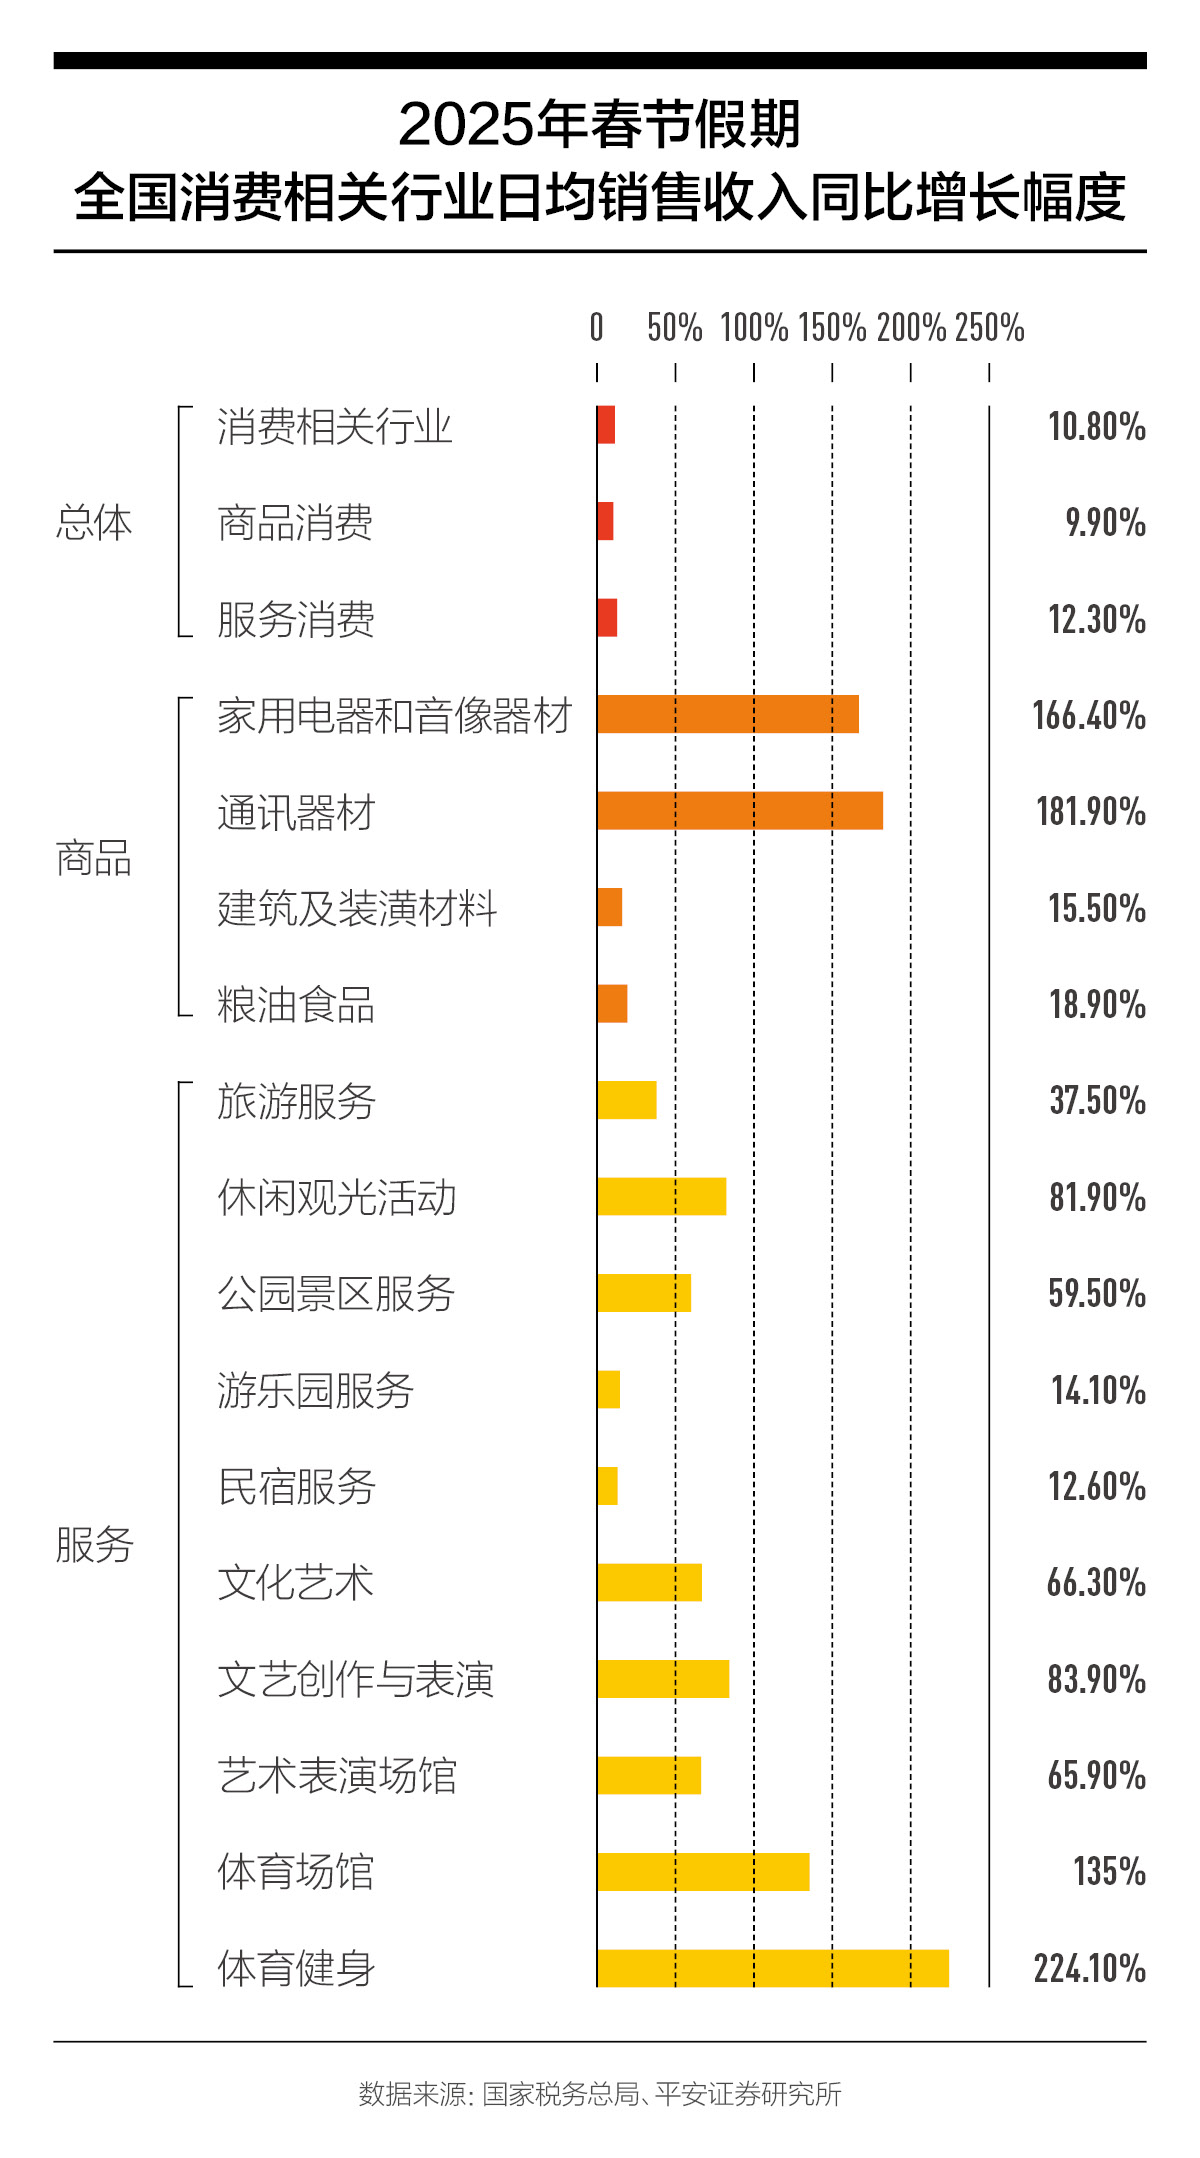 2025年春节假期
全国消费相关行业日均销售收入同比增长幅度
0 50% 100% 150% 200% 250%
总体
消费相关行业 10.80%
商品消费 9.90%
服务消费 12.30%
商品
家用电器和音像器材 166.40%
通讯器材 181.90%
建筑及装潢材料 15.50%
粮油食品 18.90%
服务
旅游服务 37.50%
休闲观光活动 81.90%
公园景区服务 59.50%
游乐园服务 14.10%
民宿服务 12.60%
文化艺术 66.30%
文艺创作与表演 83.90%
艺术表演场馆 65.90%
体育场馆 135%
体育健身 224.10%
数据来源：国家税务总局、平安证券研究所